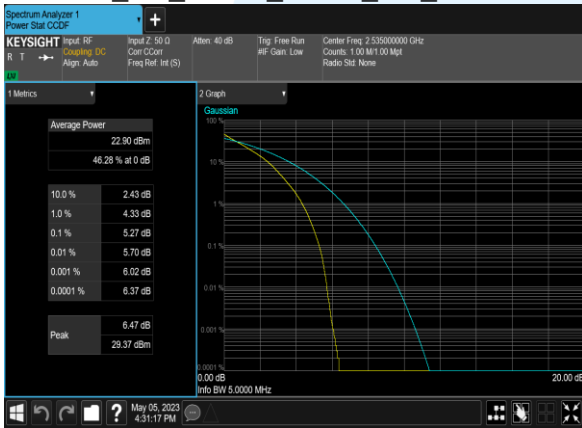 Spectrum Analyzer 1
Power Stat CCDF
+
KEYSIGHT
R T
Input: RF
Coupling: DC
Align: Auto
Input Z: 50 Ω
Corr CCorr
Freq Ref: Int (S)
Atten: 40 dB
Trig: Free Run
#IF Gain: Low
Center Freq: 2.535000000 GHz
Counts: 1.00 M/1.00 Mpt
Radio Std: None
1 Metrics
Average Power
22.90 dBm
46.28 % at 0 dB
10.0 % 2.43 dB
1.0 % 4.33 dB
0.1 % 5.27 dB
0.01 % 5.70 dB
0.001 % 6.02 dB
0.0001 % 6.37 dB
Peak
6.47 dB
29.37 dBm
2 Graph
Gaussian
100 %
10 %
1 %
0.1 %
0.01 %
0.001 %
0.0001 %
0.00 dB
20.00 dB
Info BW 5.0000 MHz
?
May 05, 2023
4:31:17 PM